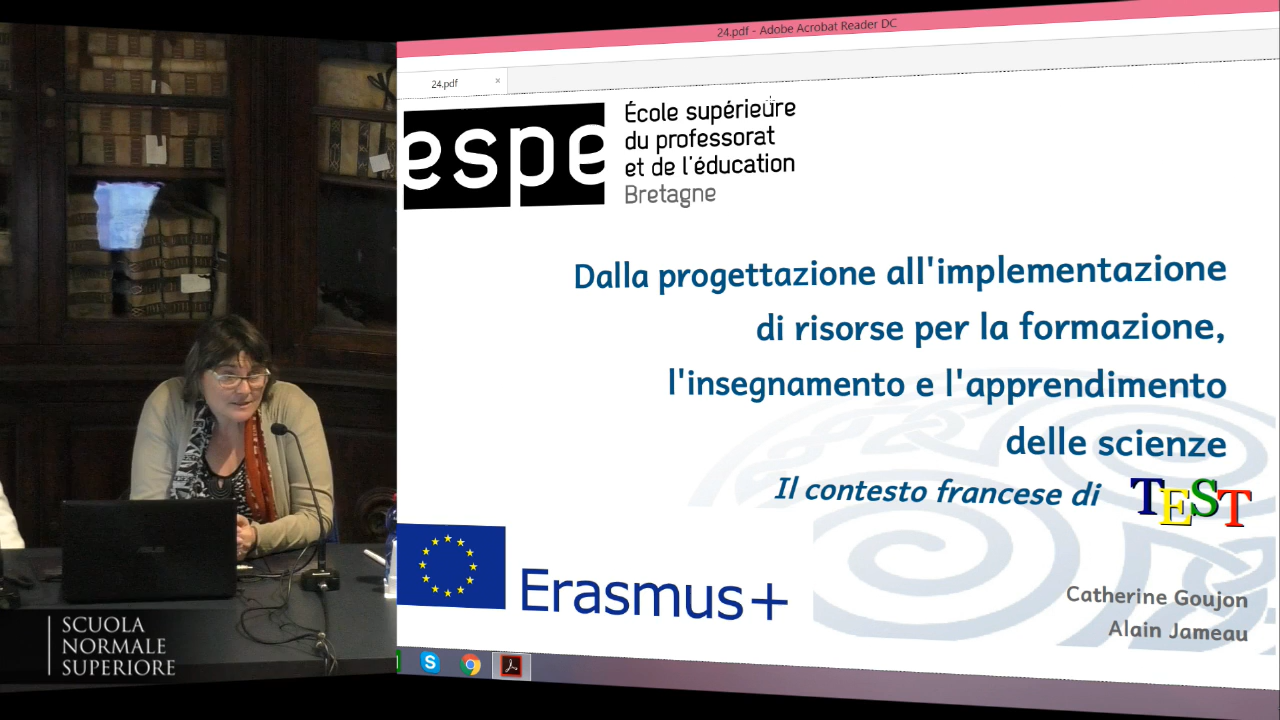 24.pdf - Adobe Acrobat Reader DC
24.pdf
espe
École supérieure
du professorat
et de l'éducation
Bretagne
Dalla progettazione all'implementazione
di risorse per la formazione,
l'insegnamento e l'apprendimento
delle scienze
Il contesto francese di TEST
Erasmus+
Catherine Goujon
Alain Jameau
ASUS
SCUOLA
NORMALE
SUPERIORE